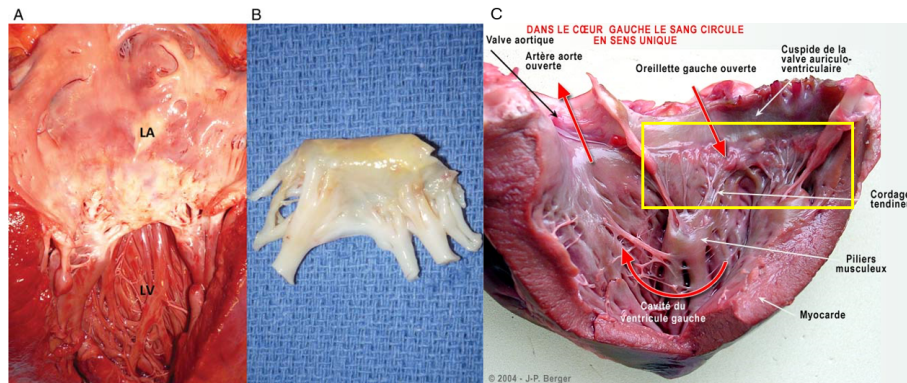 A
B
C
LA
LV
DANS LE CŒUR GAUCHE LE SANG CIRCULE
EN SENS UNIQUE
Valve aortique
Artère aorte
ouverte
Oreillette gauche ouverte
Cuspide de la
valve auriculo-
ventriculaire
Cordage
tendine
Piliers
musculeux
Cavité du
Ventricule gauche
Myocarde
© 2004 - J-P. Berger